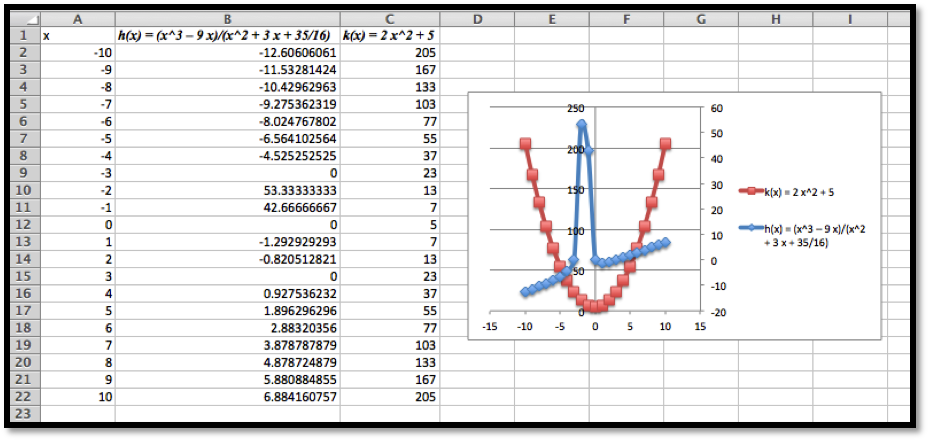 A B C D E F G H I
1 x h(x) = (x^3 – 9 x)/(x^2 + 3 x + 35/16) k(x) = 2 x^2 + 5
2 -10 -12.60606061 205
3 -9 -11.53281424 167
4 -8 -10.42962963 133
5 -7 -9.275362319 103
6 -6 -8.024767802 77
7 -5 -6.564102564 55
8 -4 -4.525252525 37
9 -3 0 23
10 -2 53.33333333 13
11 -1 42.66666667 7
12 0 0 5
13 1 -1.292929293 7
14 2 -0.820512821 13
15 3 0 23
16 4 0.927536232 37
17 5 1.896296296 55
18 6 2.88320356 77
19 7 3.878787879 103
20 8 4.878724879 133
21 9 5.880884855 167
22 10 6.884160757 205
23
250 60
50
200 40
150 30
20
100 10
0
50 -10
0 -20
-15 -10 -5 0 5 10 15
k(x) = 2 x^2 + 5
h(x) = (x^3 – 9 x)/(x^2
+ 3 x + 35/16)